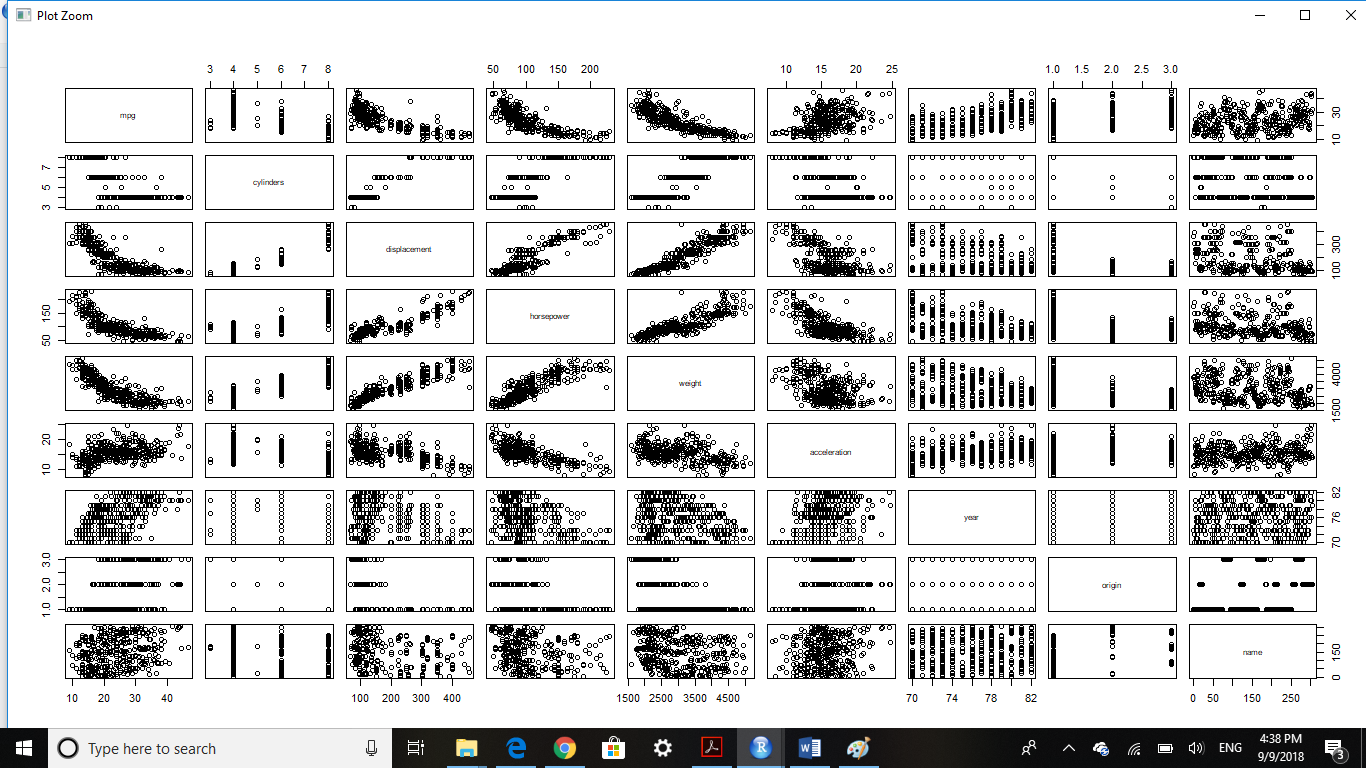 Plot Zoom
3 4 5 6 7 8
50 100 150 200
10 15 20 25
1.0 1.5 2.0 2.5 3.0
mpg
10 30
3 5 7
cylinders
displacement
100 300
50 150
horsepower
weight
1500 4000
10 20
acceleration
year
70 76 82
1.0 2.0 3.0
origin
name
0 150
10 20 30 40
100 200 300 400
1500 2500 3500 4500
70 74 78 82
0 50 150 250
Type here to search
ENG
4:38 PM
9/9/2018
3